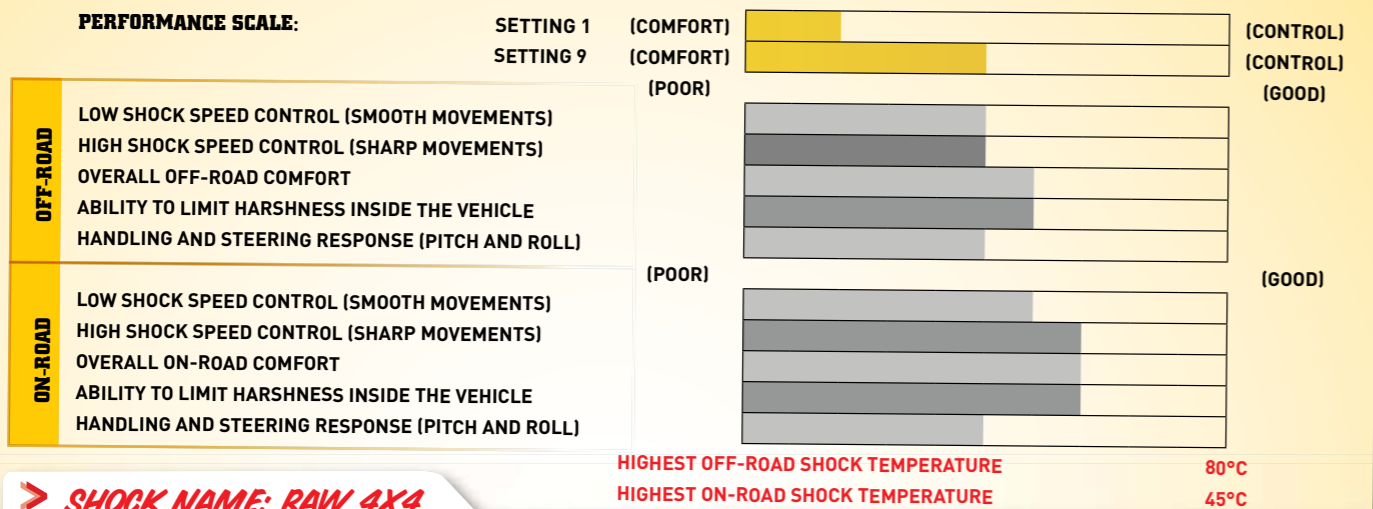 PERFORMANCE SCALE: SETTING 1 (COMFORT) (CONTROL)
SETTING 9 (COMFORT) (CONTROL)
(POOR) (GOOD)
OFF-ROAD
LOW SHOCK SPEED CONTROL (SMOOTH MOVEMENTS)
HIGH SHOCK SPEED CONTROL (SHARP MOVEMENTS)
OVERALL OFF-ROAD COMFORT
ABILITY TO LIMIT HARSHNESS INSIDE THE VEHICLE
HANDLING AND STEERING RESPONSE (PITCH AND ROLL)
(POOR) (GOOD)
ON-ROAD
LOW SHOCK SPEED CONTROL (SMOOTH MOVEMENTS)
HIGH SHOCK SPEED CONTROL (SHARP MOVEMENTS)
OVERALL ON-ROAD COMFORT
ABILITY TO LIMIT HARSHNESS INSIDE THE VEHICLE
HANDLING AND STEERING RESPONSE (PITCH AND ROLL)
HIGHEST OFF-ROAD SHOCK TEMPERATURE 80°C
HIGHEST ON-ROAD SHOCK TEMPERATURE 45°C
> SHOCK NAME: RAW 4X4